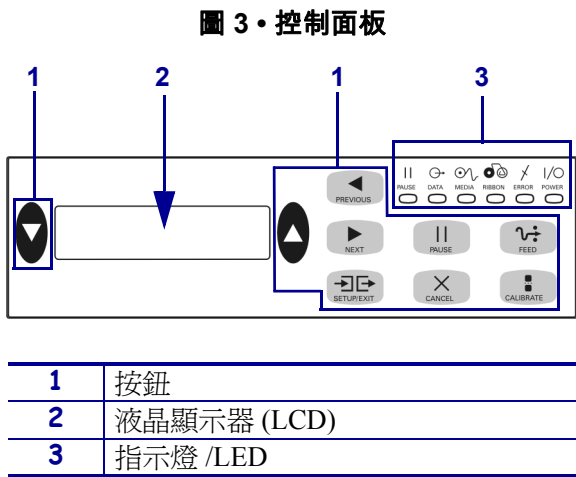 圖 3 • 控制面板
1 2 1 3
PAUSE DATA MEDIA RIBBON ERROR POWER
PREVIOUS
NEXT PAUSE FEED
SETUP/EXIT CANCEL CALIBRATE
1 按鈕
2 液晶顯示器 (LCD)
3 指示燈 /LED